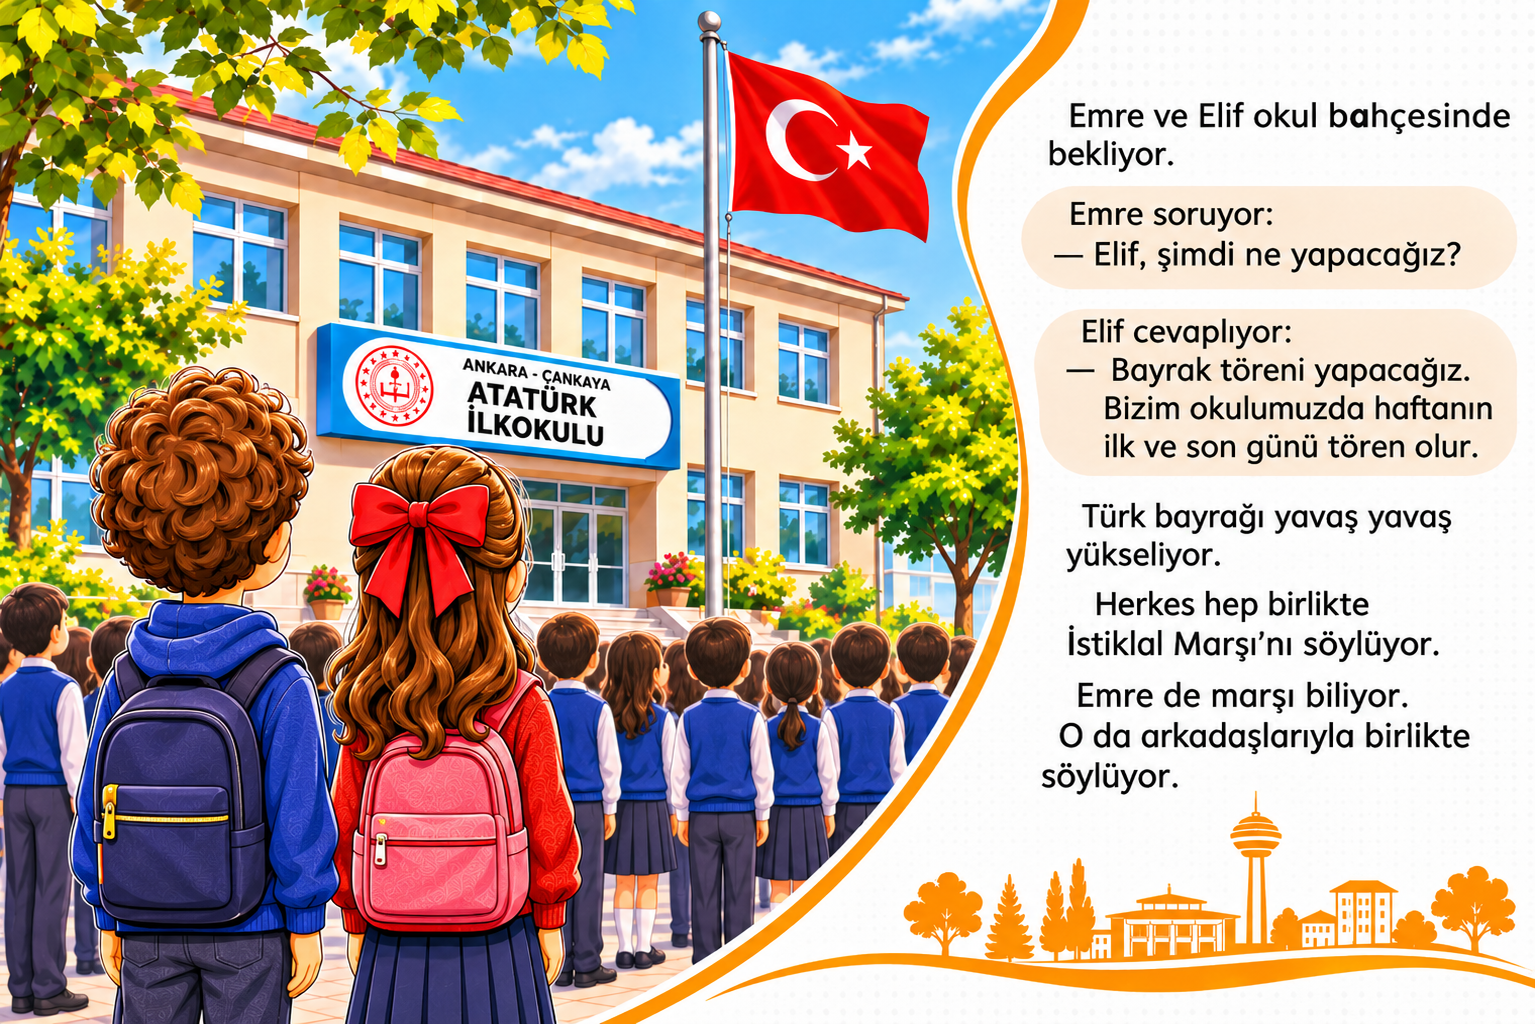 ANKARA - ÇANKAYA
ATATÜRK
İLKOKULU
Emre ve Elif okul bahçesinde
bekliyor.
Emre soruyor:
— Elif, şimdi ne yapacağız?
Elif cevaplıyor:
— Bayrak töreni yapacağız.
Bizim okulumuzda haftanın
ilk ve son günü tören olur.
Türk bayrağı yavaş yavaş
yükseliyor.
Herkes hep birlikte
İstiklal Marşı'nı söylüyor.
Emre de marşı biliyor.
O da arkadaşlarıyla birlikte
söylüyor.